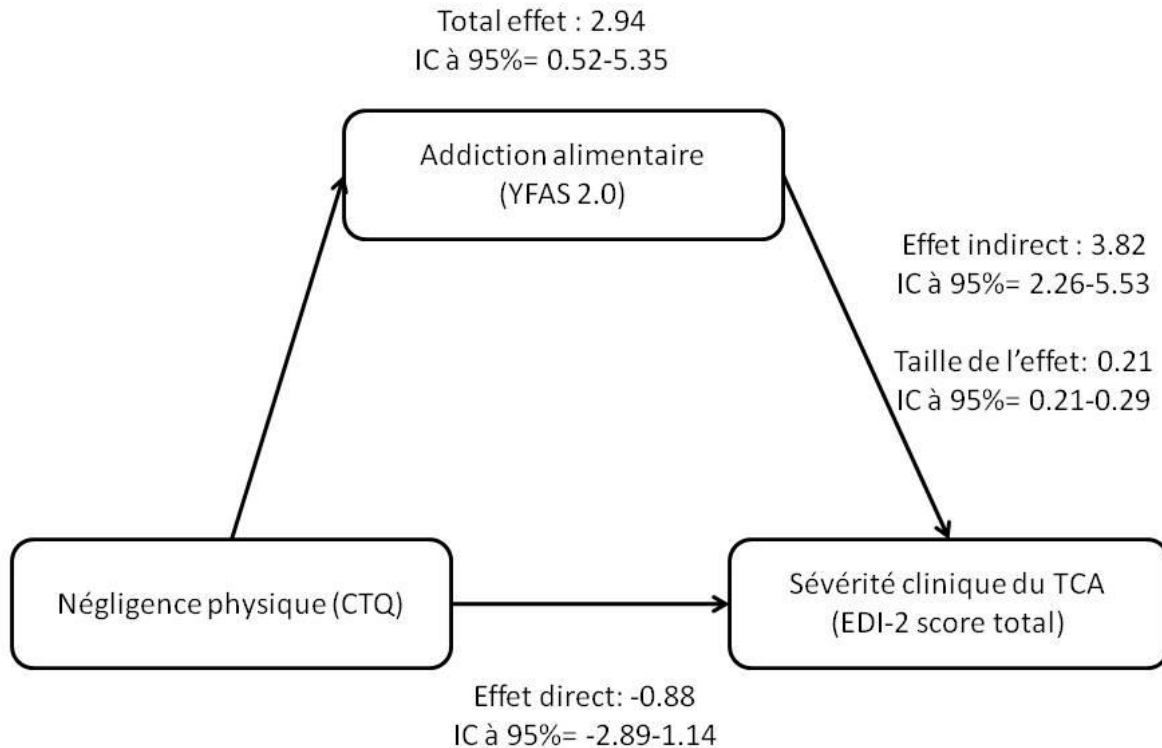 Total effet : 2.94
IC à 95%= 0.52-5.35
Addiction alimentaire
(YFAS 2.0)
Effet indirect : 3.82
IC à 95%= 2.26-5.53
Taille de l'effet: 0.21
IC à 95%= 0.21-0.29
Négligence physique (CTQ)
Sévérité clinique du TCA
(EDI-2 score total)
Effet direct: -0.88
IC à 95%= -2.89-1.14